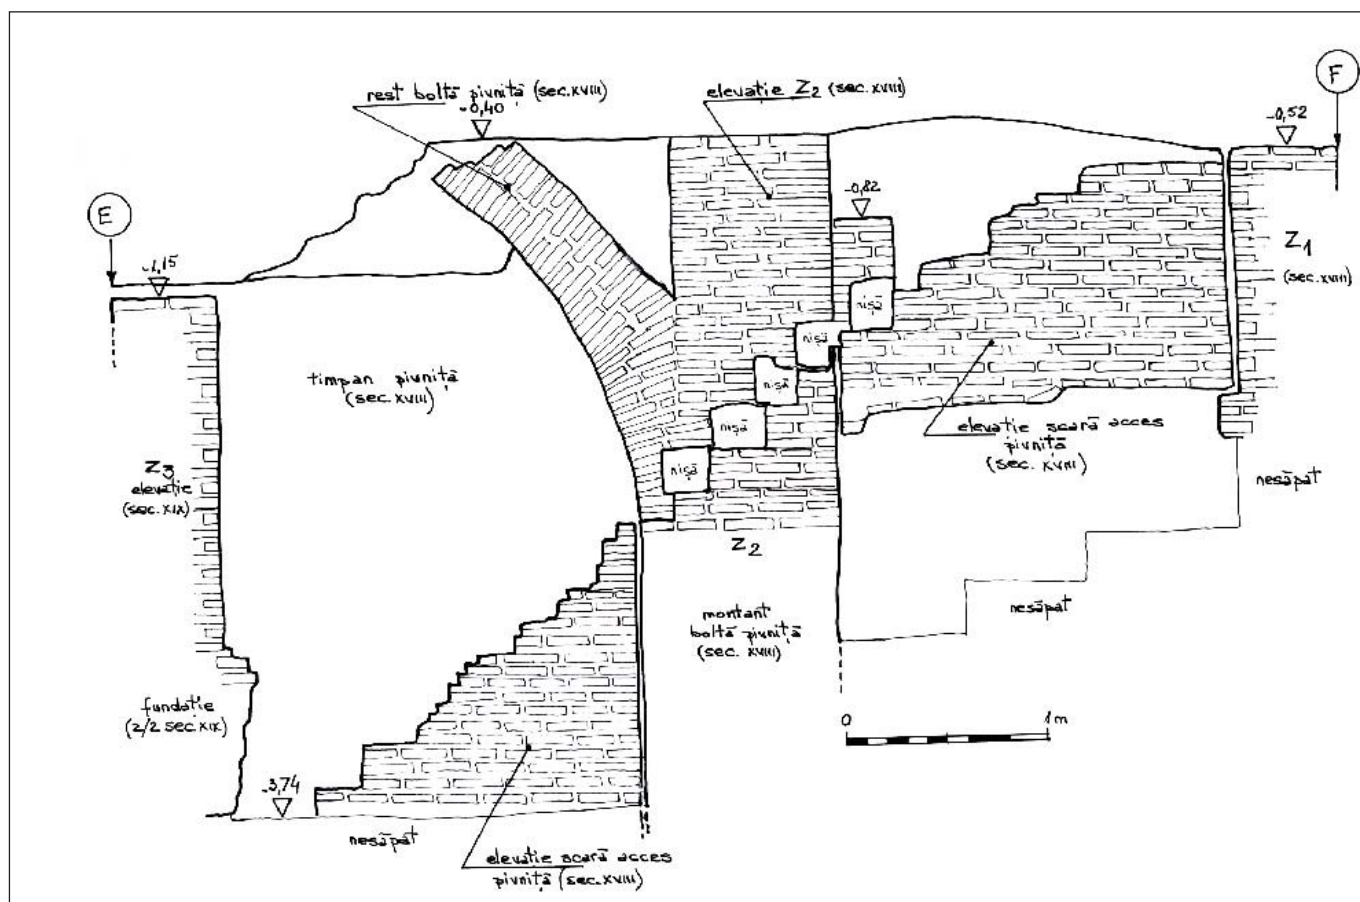 rest boltă pivniță (sec. XVIII)
-0,40
elevație Z2 (sec. XVIII)
F
-0,52
E
-0,82
-1,15
Z1
(sec. XVIII)
nișă
nișă
nișă
nișă
nișă
timpan pivniță
(sec. XVIII)
elevație scară acces
pivniță
(sec. XVIII)
Z3
elevație
(sec. XIX)
nesăpat
Z2
montant
boltă pivniță
(sec. XVIII)
nesăpat
fundație
(2/2 sec. XIX)
0
1m
-3,74
nesăpat
elevație scară acces
pivniță (sec. XVIII)